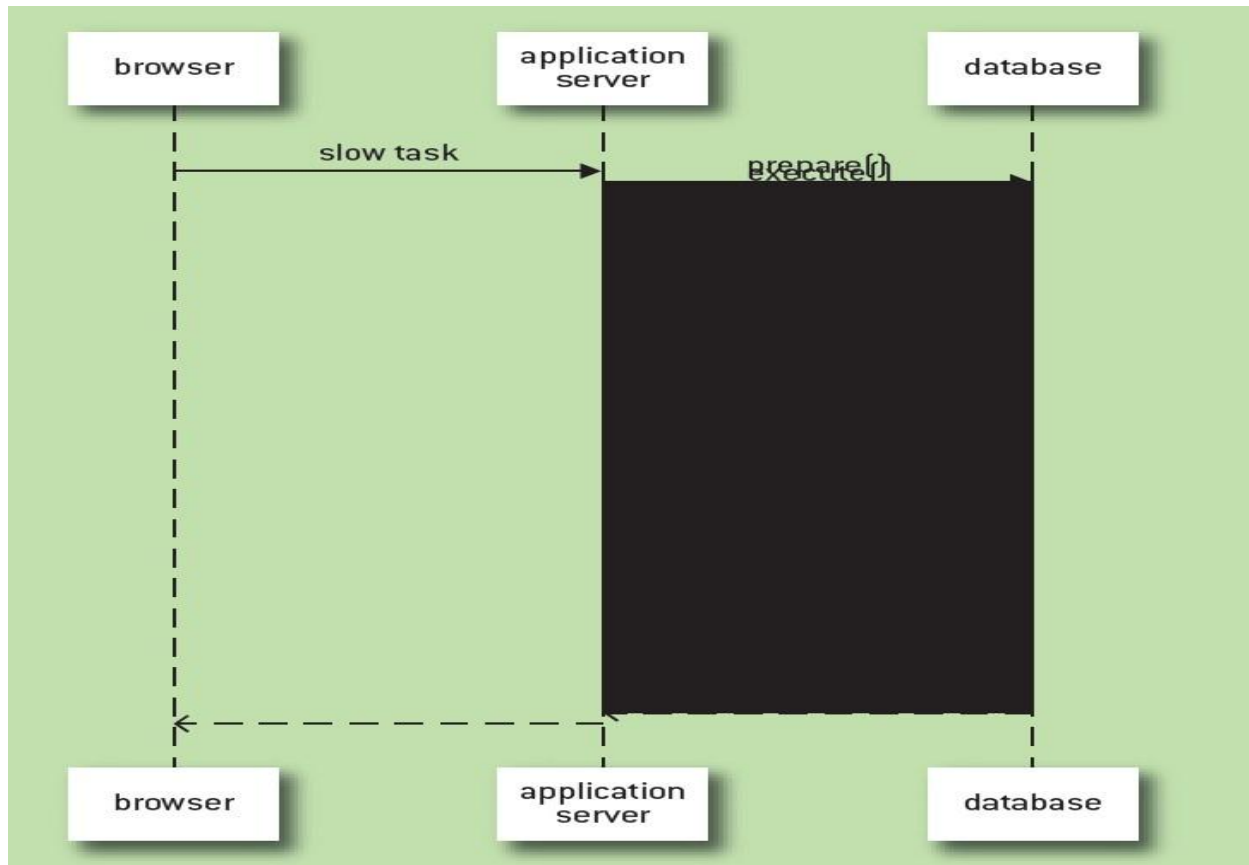 browser
application
server
database
slow task
prepare()
execute()
browser
application
server
database